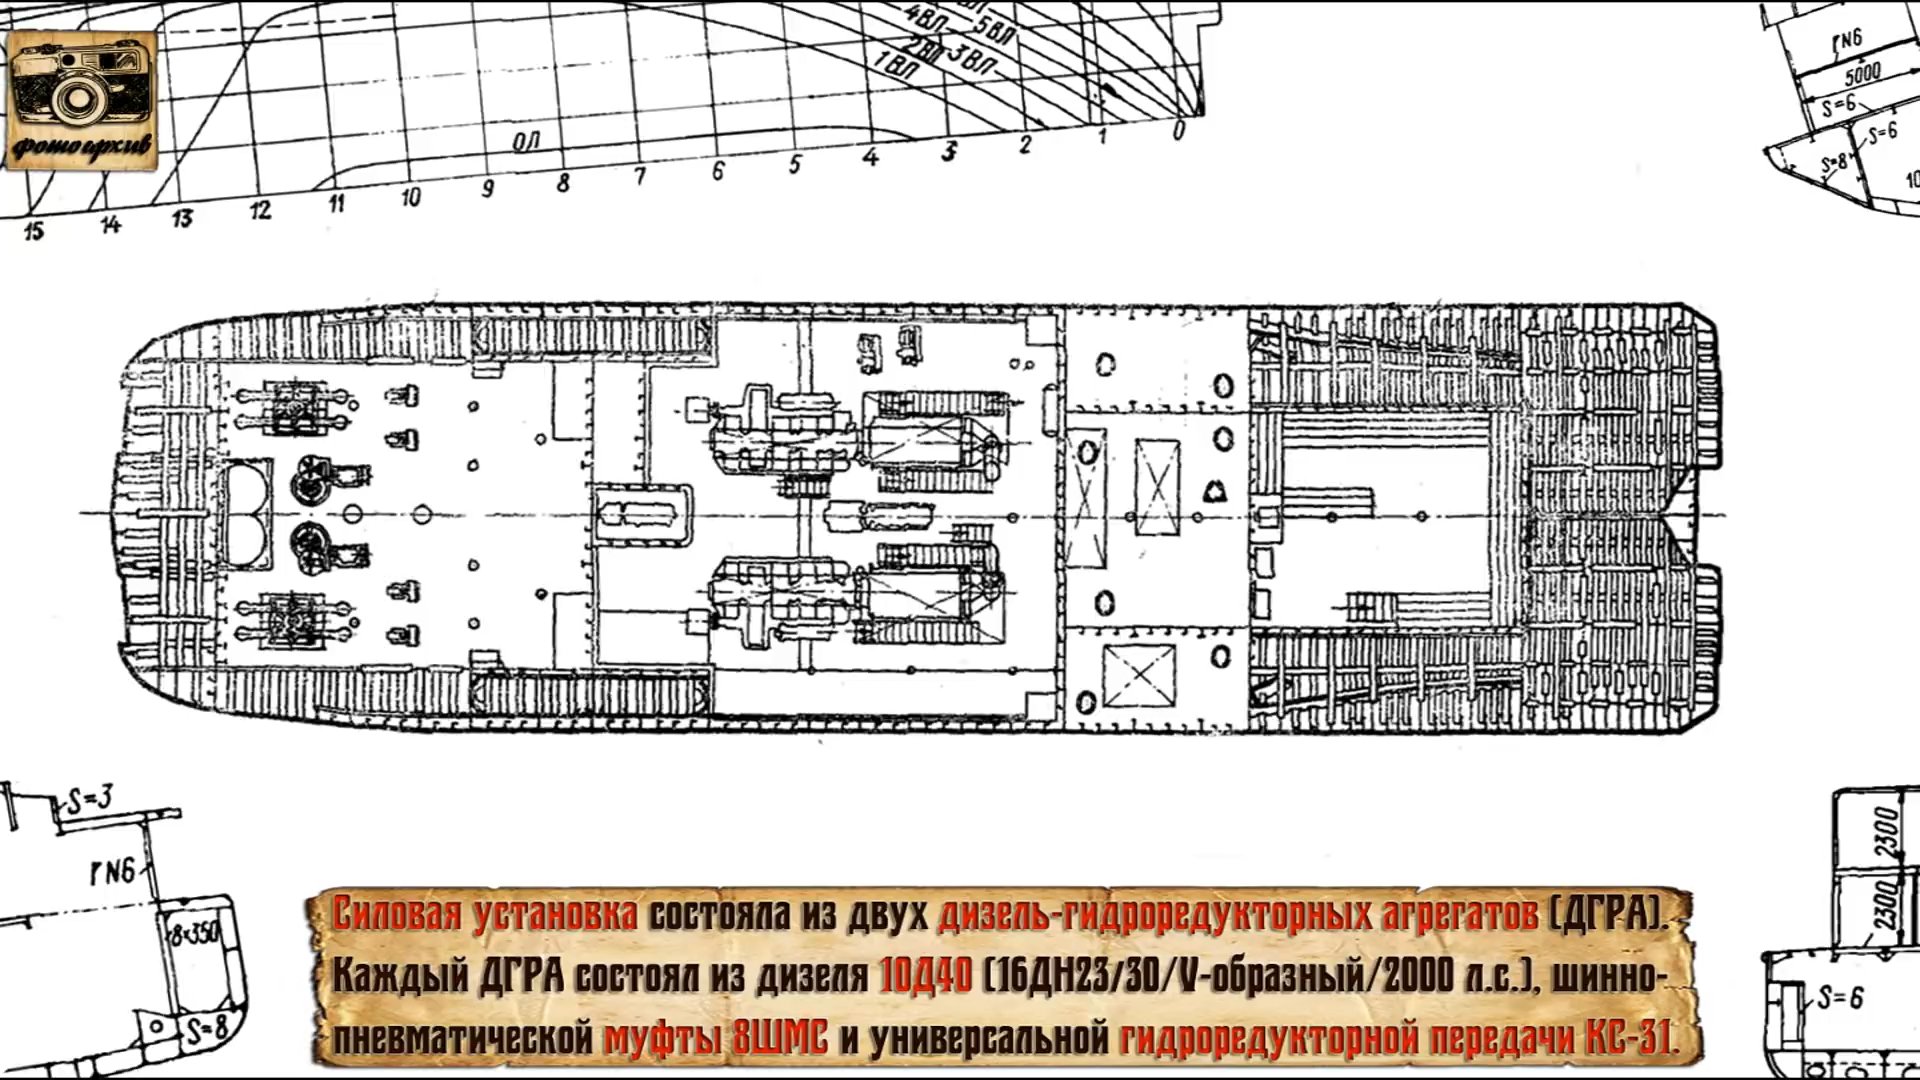 4ВЛ
5ВЛ
2ВЛ
3ВЛ
1ВЛ
ГN6
5000
S=6
S=6
S=8
10
фотоархив
ОЛ
15
14
13
12
11
10
9
8
7
6
5
4
3
2
1
0
S=3
ГN6
8×350
S=8
2300
2300
S=6
Силовая установка состояла из двух дизель-гидроредукторных агрегатов (ДГРА).
Каждый ДГРА состоял из дизеля 10Д40 (16ДН23/30/V-образный/2000 л.с.), шинно-
пневматической муфты 8ШМС и универсальной гидроредукторной передачи КС-31.